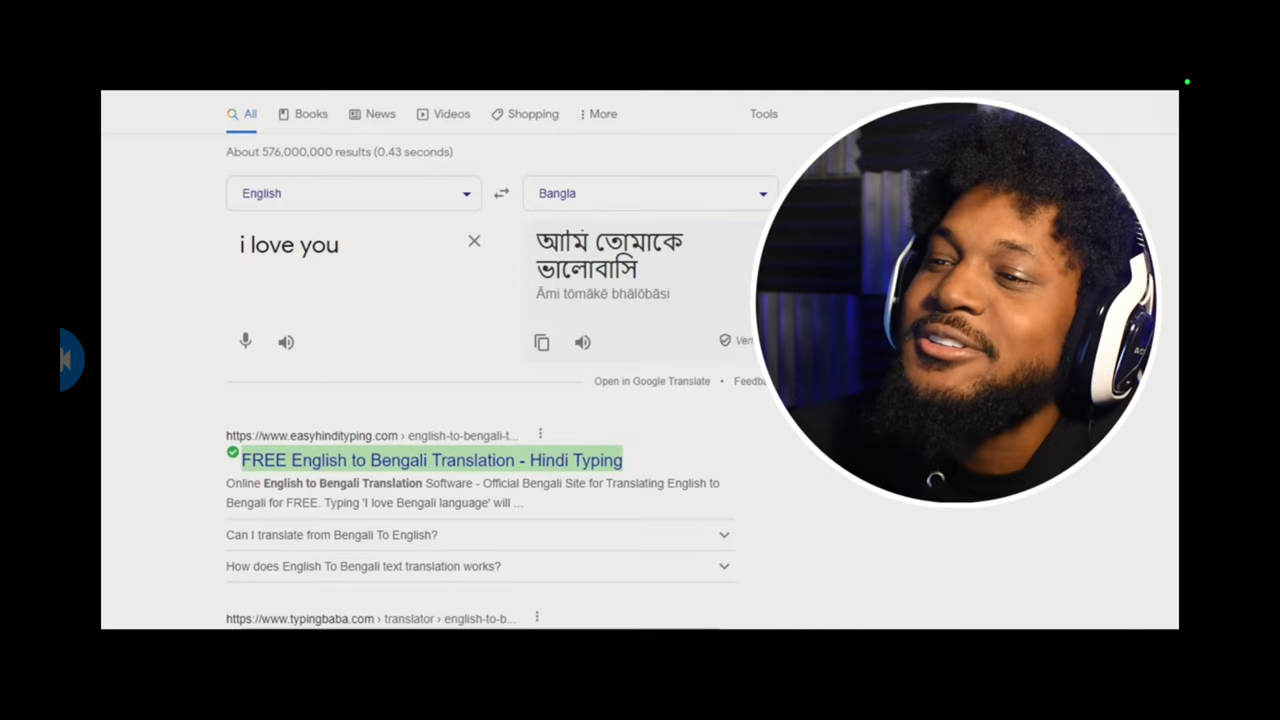 All Books News Videos Shopping More Tools
About 576,000,000 results (0.43 seconds)
English Bangla
i love you
আমি তোমাকে
ভালোবাসি
Āmi tōmākē bhālōbāsi
Open in Google Translate •
https://www.easyhindityping.com › english-to-bengali-t...
FREE English to Bengali Translation - Hindi Typing
Online English to Bengali Translation Software - Official Bengali Site for Translating English to
Bengali for FREE. Typing 'I love Bengali language' will ...
Can I translate from Bengali To English?
How does English To Bengali text translation works?
https://www.typingbaba.com › translator › english-to-b...